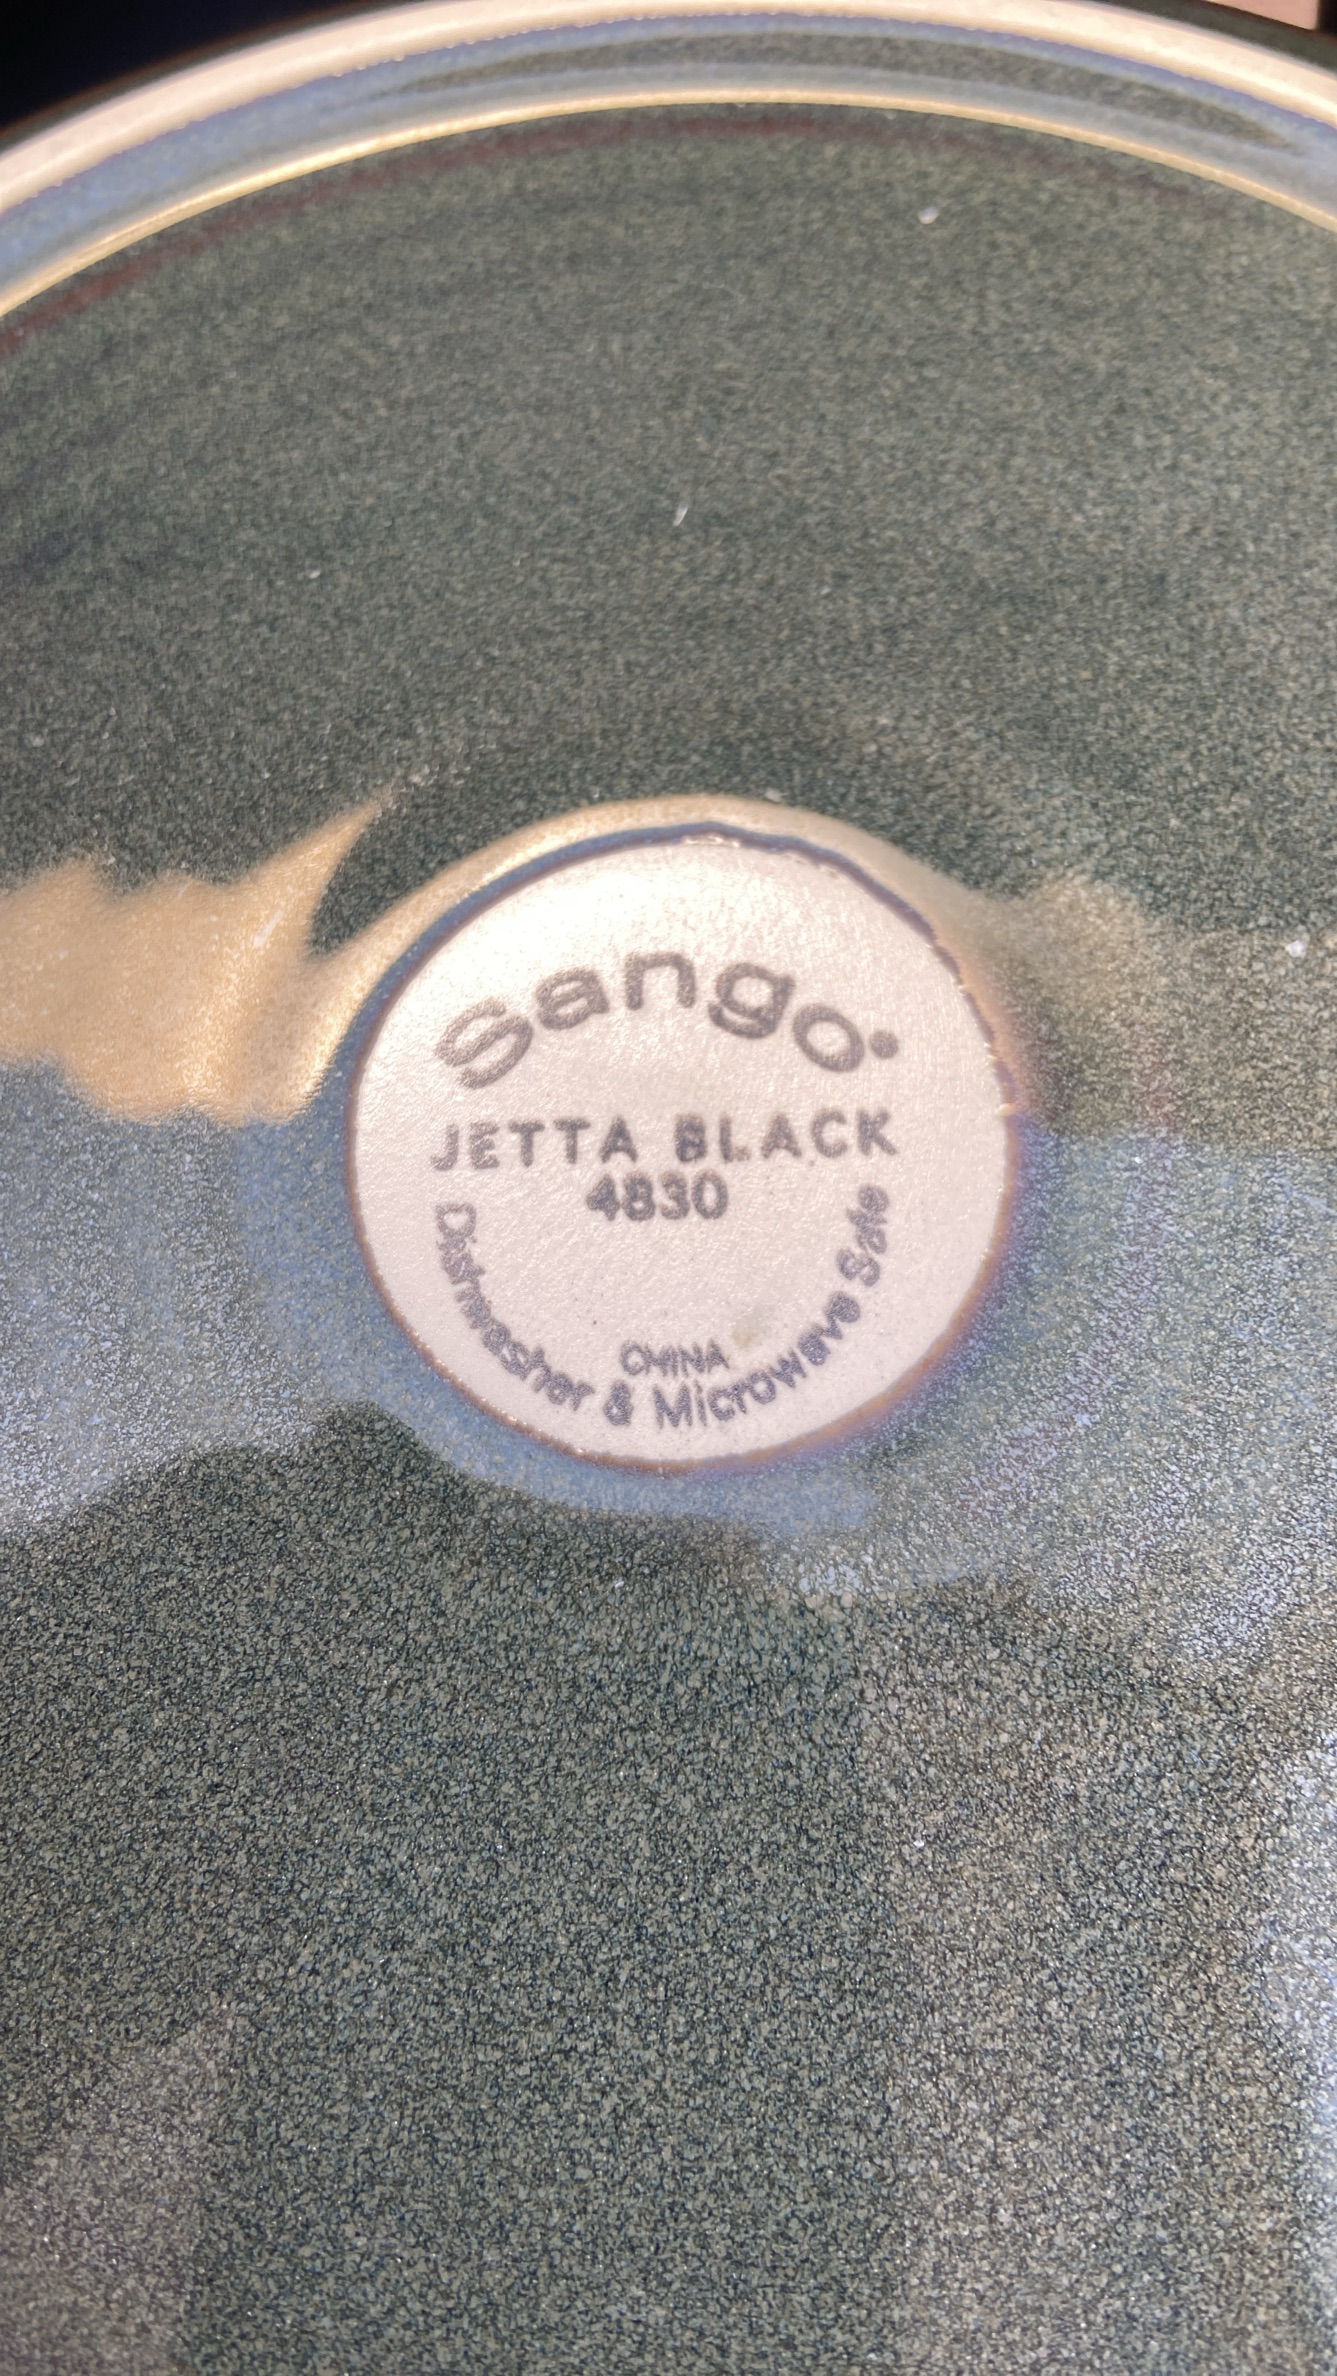 Sango
JETTA BLACK
4830
CHINA
Dishwasher & Microwave Safe